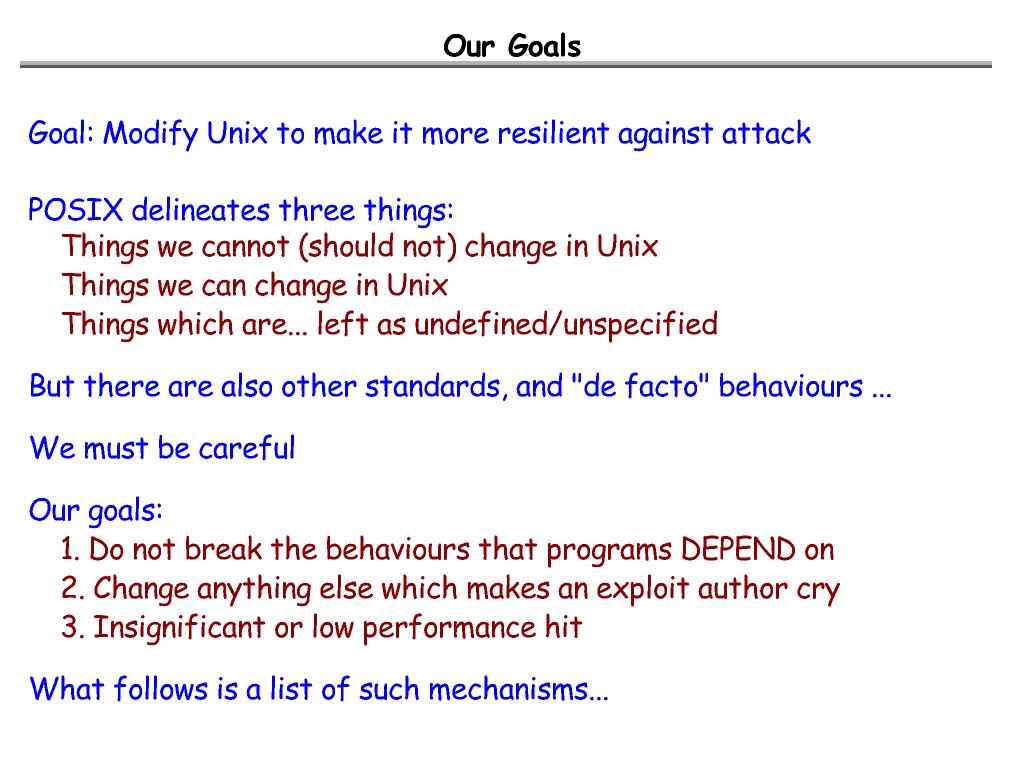 Our Goals
Goal: Modify Unix to make it more resilient against attack
POSIX delineates three things:
Things we cannot (should not) change in Unix
Things we can change in Unix
Things which are... left as undefined/unspecified
But there are also other standards, and "de facto" behaviours ...
We must be careful
Our goals:
1. Do not break the behaviours that programs DEPEND on
2. Change anything else which makes an exploit author cry
3. Insignificant or low performance hit
What follows is a list of such mechanisms...